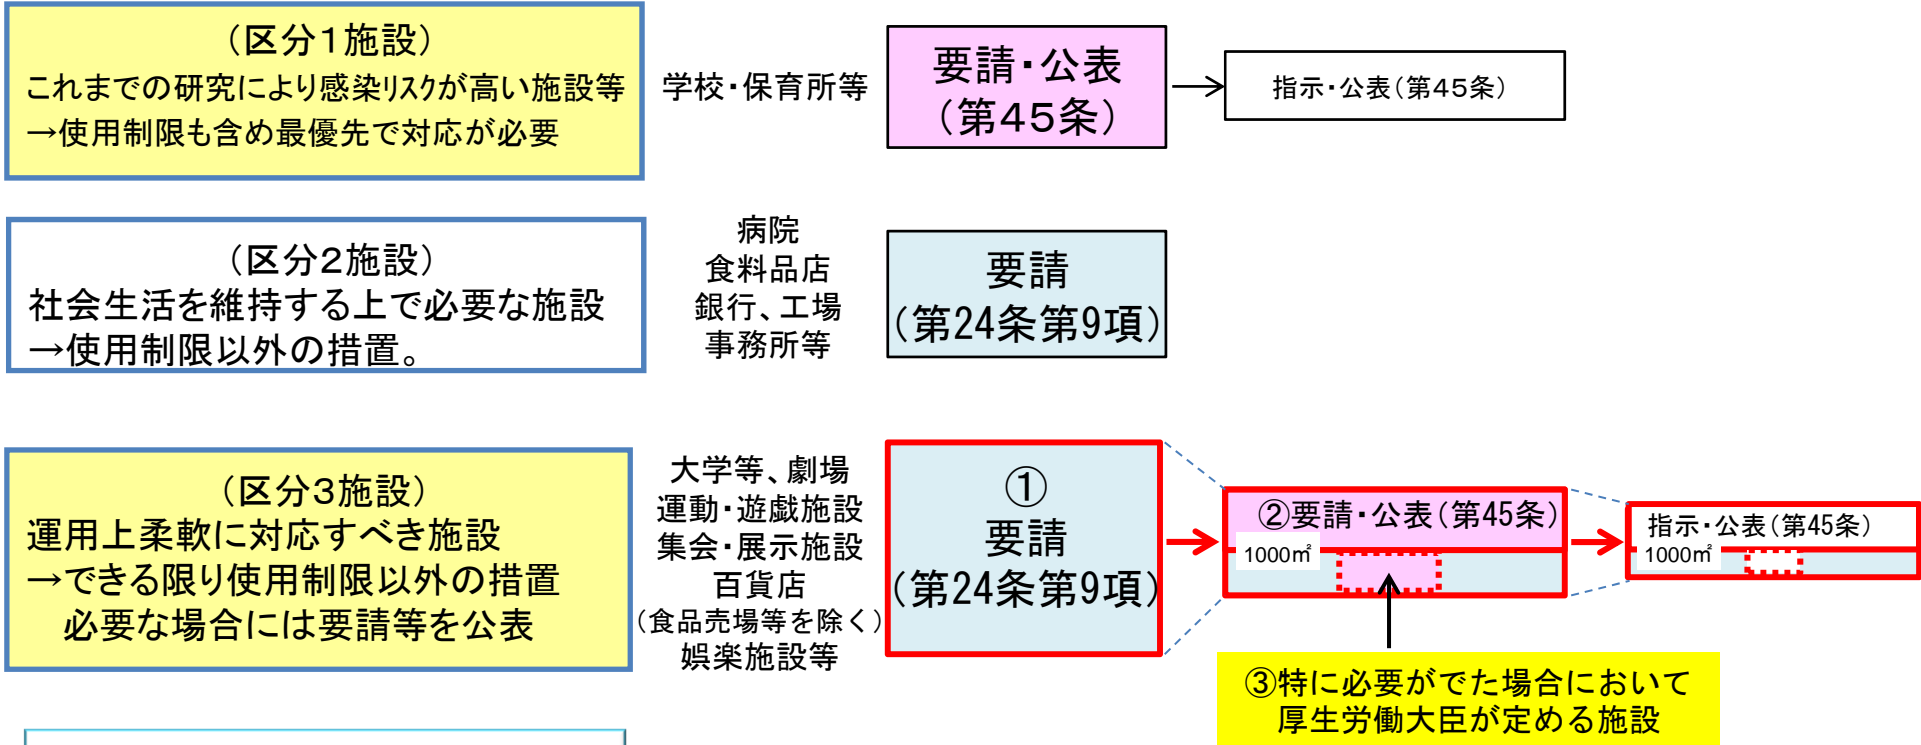 （区分１施設）
これまでの研究により感染リスクが高い施設等
→使用制限も含め最優先で対応が必要
学校・保育所等
要請・公表
（第４５条）
指示・公表（第４５条）
（区分２施設）
社会生活を維持する上で必要な施設
→使用制限以外の措置。
病院
食料品店
銀行、工場
事務所等
要請
（第24条第9項）
（区分３施設）
運用上柔軟に対応すべき施設
→できる限り使用制限以外の措置
必要な場合には要請等を公表
大学等、劇場
運動・遊戯施設
集会・展示施設
百貨店
（食品売場等を除く）
娯楽施設等
①
要請
（第24条第9項）
②要請・公表（第45条）
1000㎡
指示・公表（第45条）
1000㎡
③特に必要がでた場合において
厚生労働大臣が定める施設